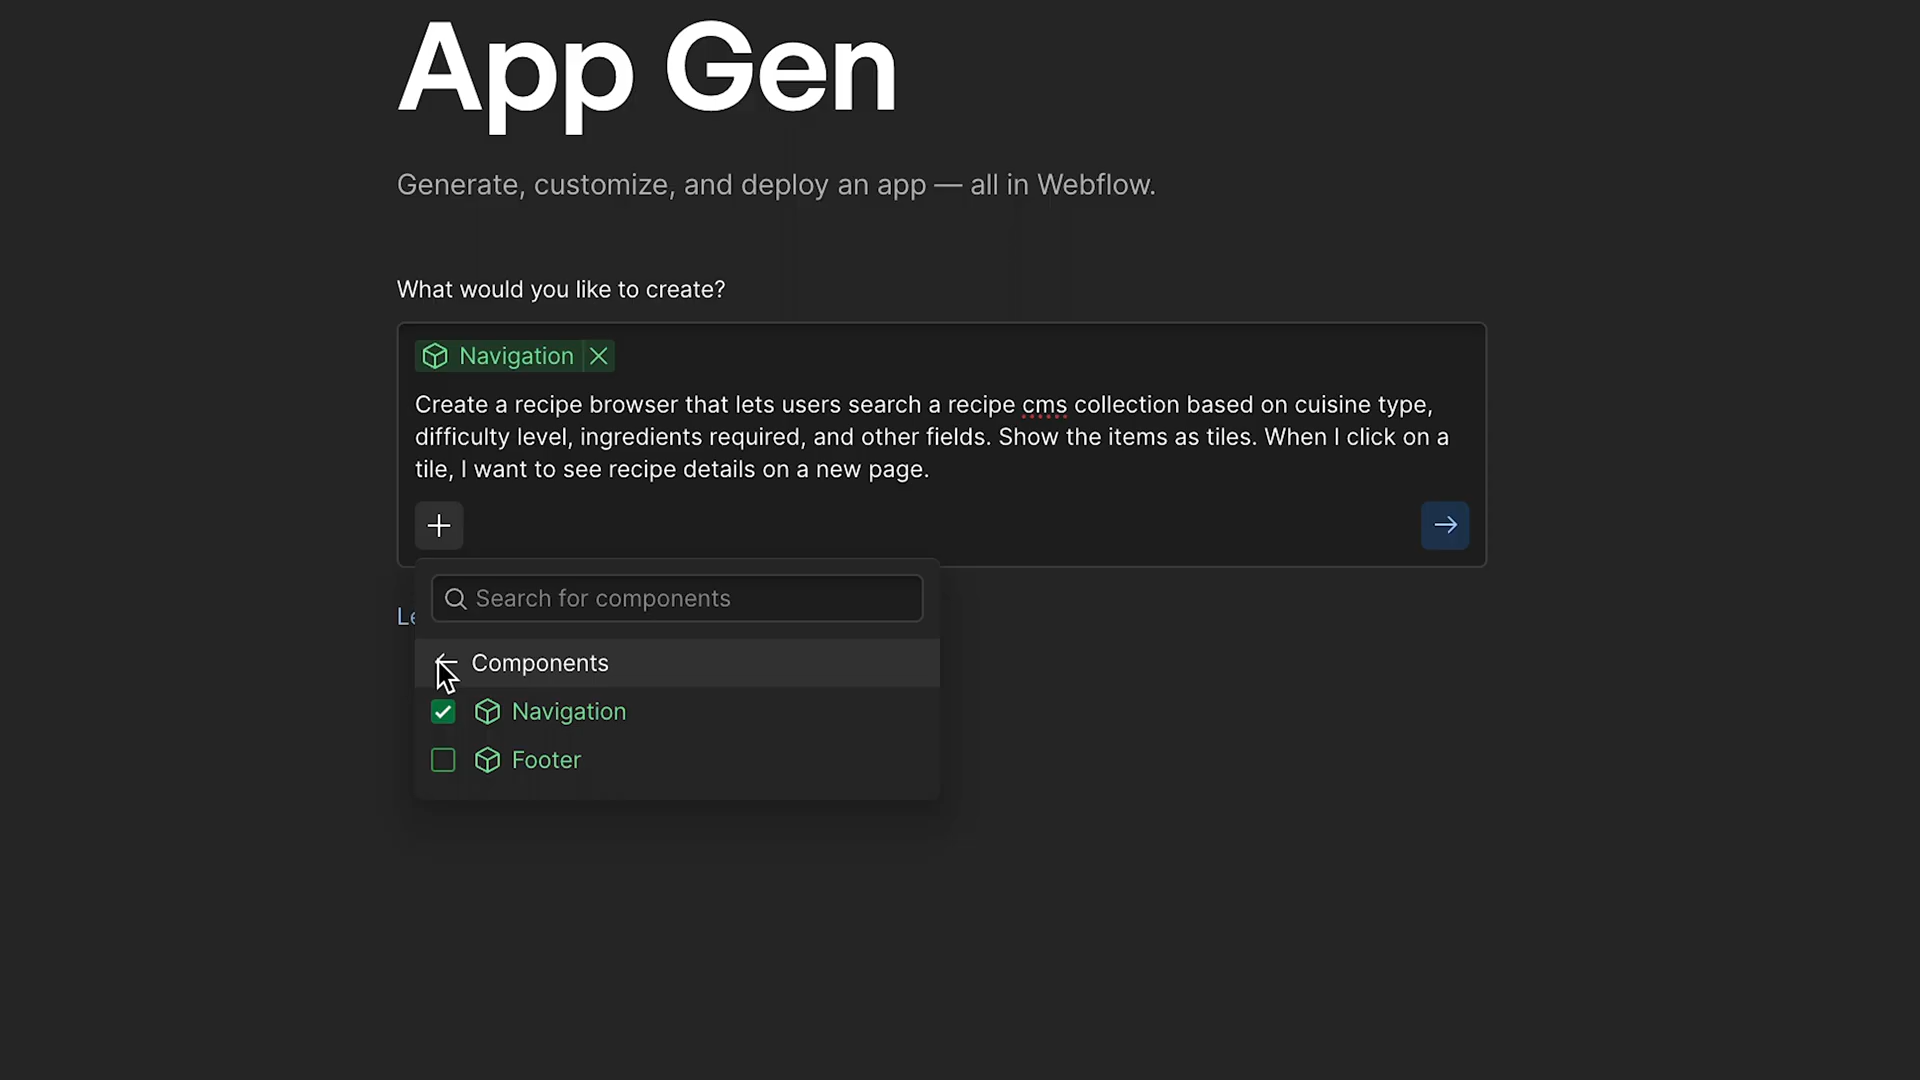 App Gen
Generate, customize, and deploy an app — all in Webflow.
What would you like to create?
Navigation
Create a recipe browser that lets users search a recipe cms collection based on cuisine type,
difficulty level, ingredients required, and other fields. Show the items as tiles. When I click on a
tile, I want to see recipe details on a new page.
Search for components
Components
Navigation
Footer